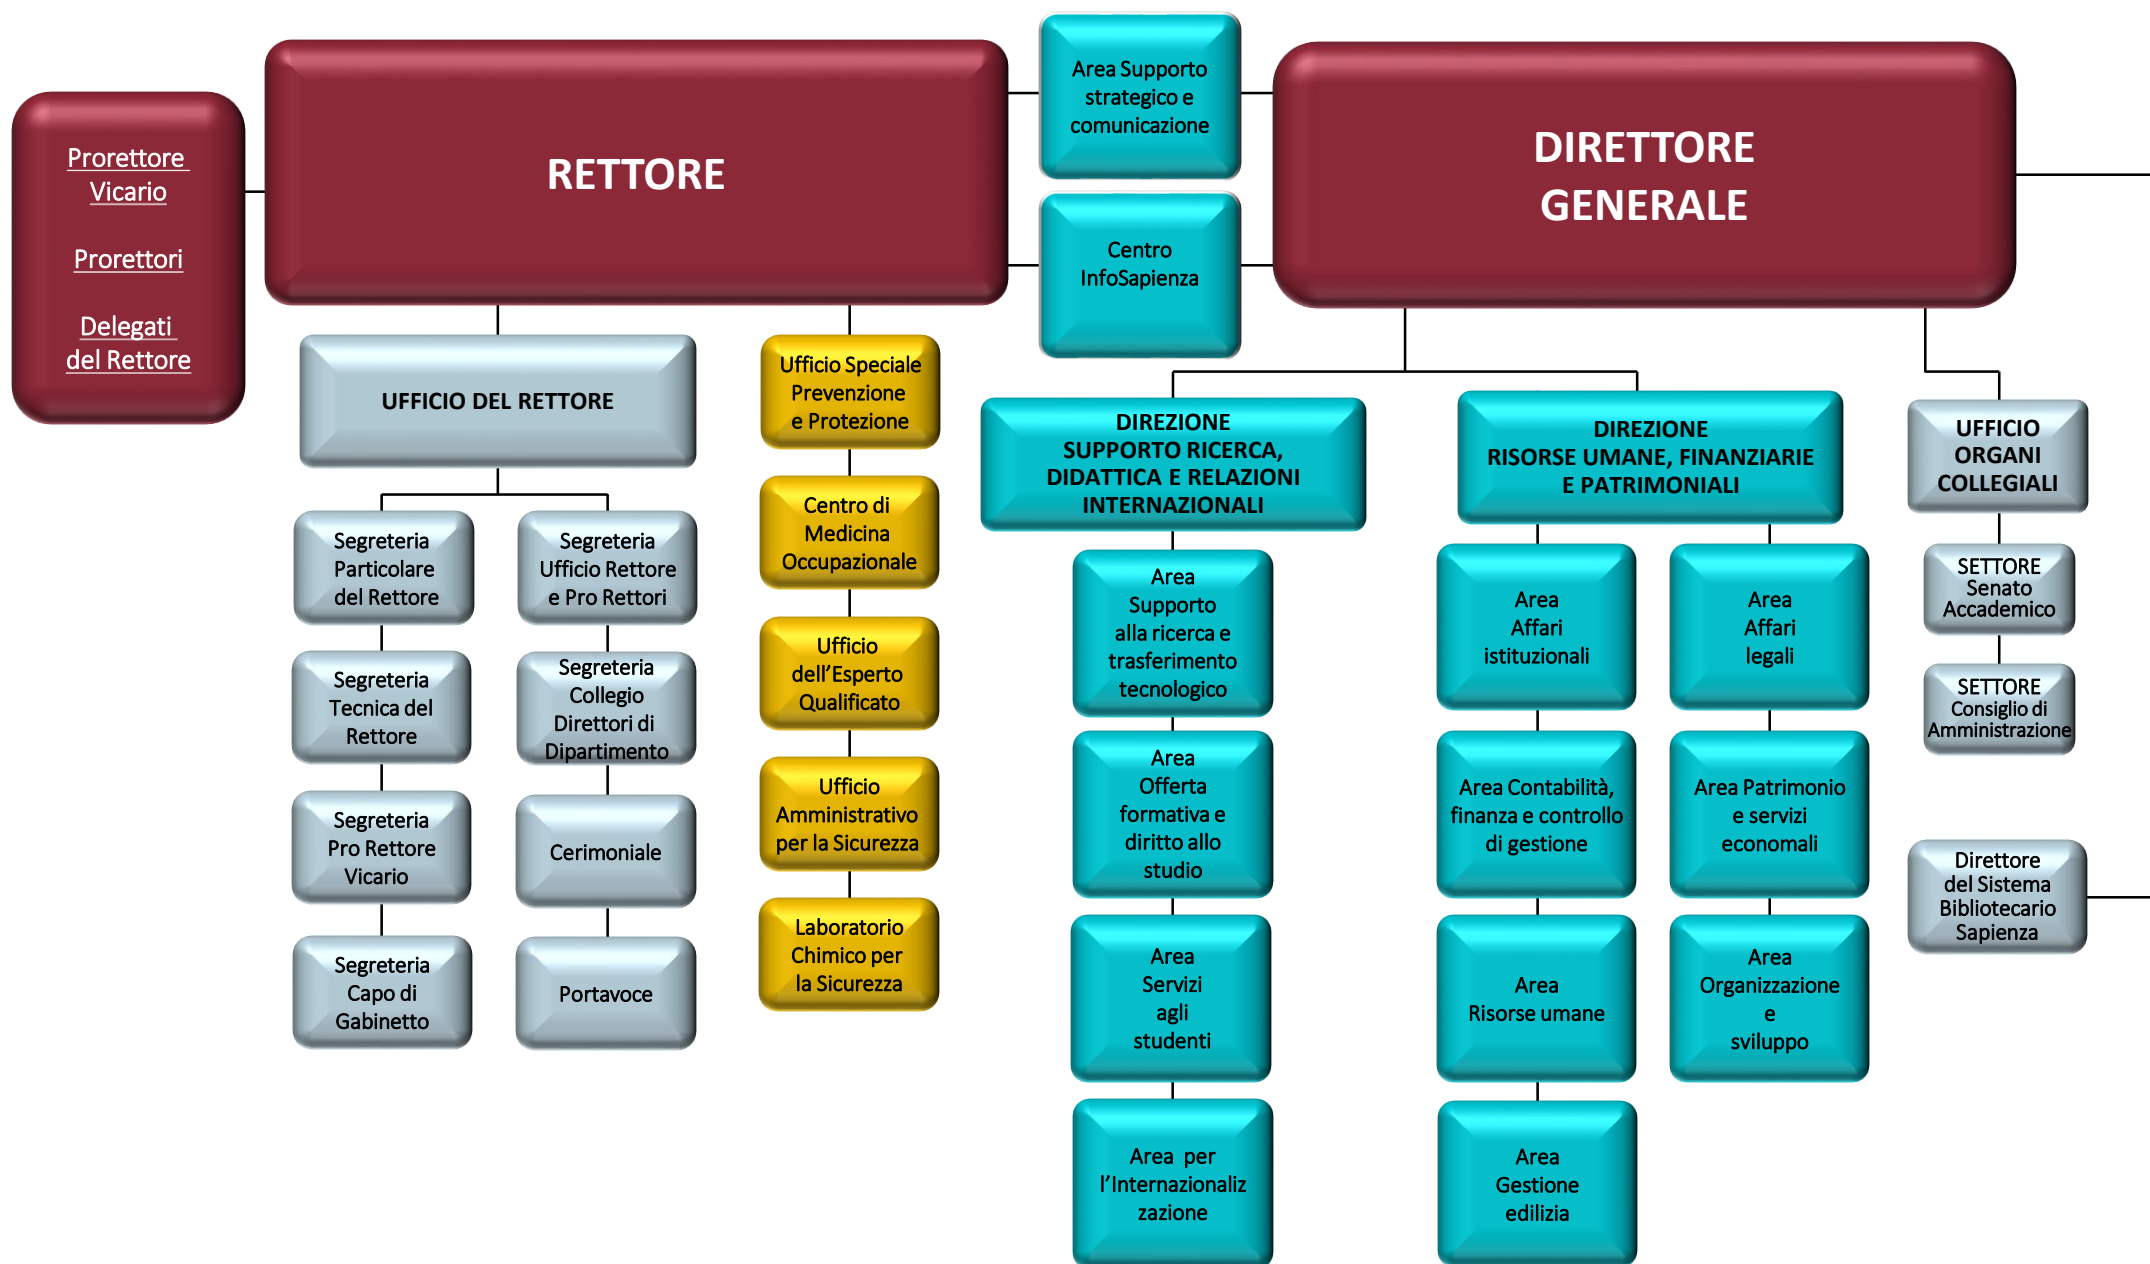 Prorettore
Vicario
Prorettori
Delegati
del Rettore
RETTORE
Area Supporto
strategico e
comunicazione
Centro
InfoSapienza
DIRETTORE
GENERALE
UFFICIO DEL RETTORE
Segreteria
Particolare
del Rettore
Segreteria
Tecnica del
Rettore
Segreteria
Pro Rettore
Vicario
Segreteria
Capo di
Gabinetto
Segreteria
Ufficio Rettore
e Pro Rettori
Segreteria
Collegio
Direttori di
Dipartimento
Cerimoniale
Portavoce
Ufficio Speciale
Prevenzione
e Protezione
Centro di
Medicina
Occupazionale
Ufficio
dell’Esperto
Qualificato
Ufficio
Amministrativo
per la Sicurezza
Laboratorio
Chimico per
la Sicurezza
DIREZIONE
SUPPORTO RICERCA,
DIDATTICA E RELAZIONI
INTERNAZIONALI
Area
Supporto
alla ricerca e
trasferimento
tecnologico
Area
Offerta
formativa e
diritto allo
studio
Area
Servizi
agli
studenti
Area per
l’Internazionaliz
zazione
DIREZIONE
RISORSE UMANE, FINANZIARIE
E PATRIMONIALI
Area
Affari
istituzionali
Area Contabilità,
finanza e controllo
di gestione
Area
Risorse umane
Area
Gestione
edilizia
Area
Affari
legali
Area Patrimonio
e servizi
economali
Area
Organizzazione
e
sviluppo
UFFICIO
ORGANI
COLLEGIALI
SETTORE
Senato
Accademico
SETTORE
Consiglio di
Amministrazione
Direttore
del Sistema
Bibliotecario
Sapienza